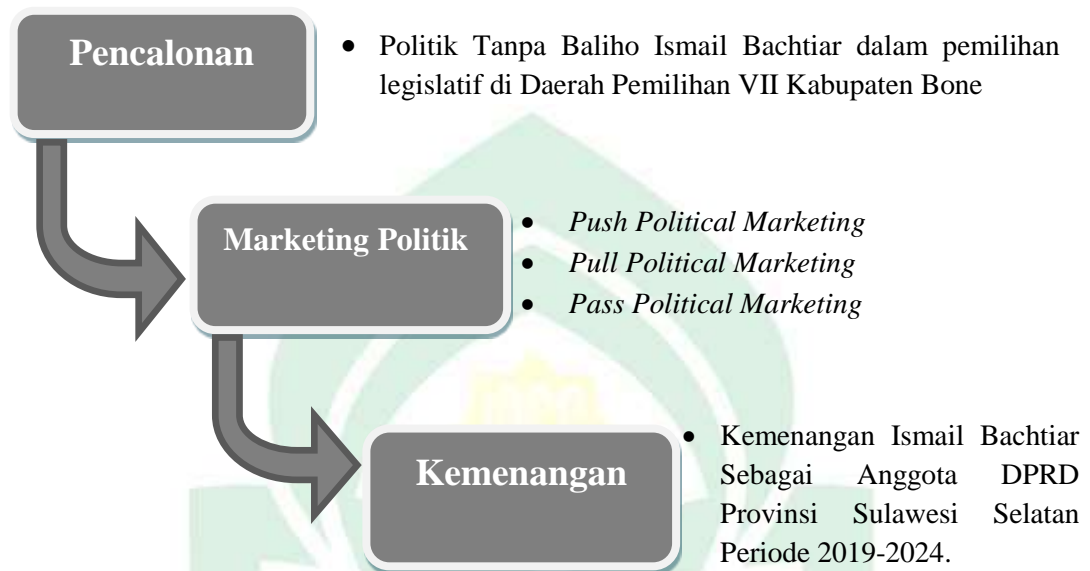 Pencalonan
• Politik Tanpa Baliho Ismail Bachtiar dalam pemilihan
legislatif di Daerah Pemilihan VII Kabupaten Bone
Marketing Politik
• Push Political Marketing
• Pull Political Marketing
• Pass Political Marketing
Kemenangan
• Kemenangan Ismail Bachtiar
Sebagai Anggota DPRD
Provinsi Sulawesi Selatan
Periode 2019-2024.